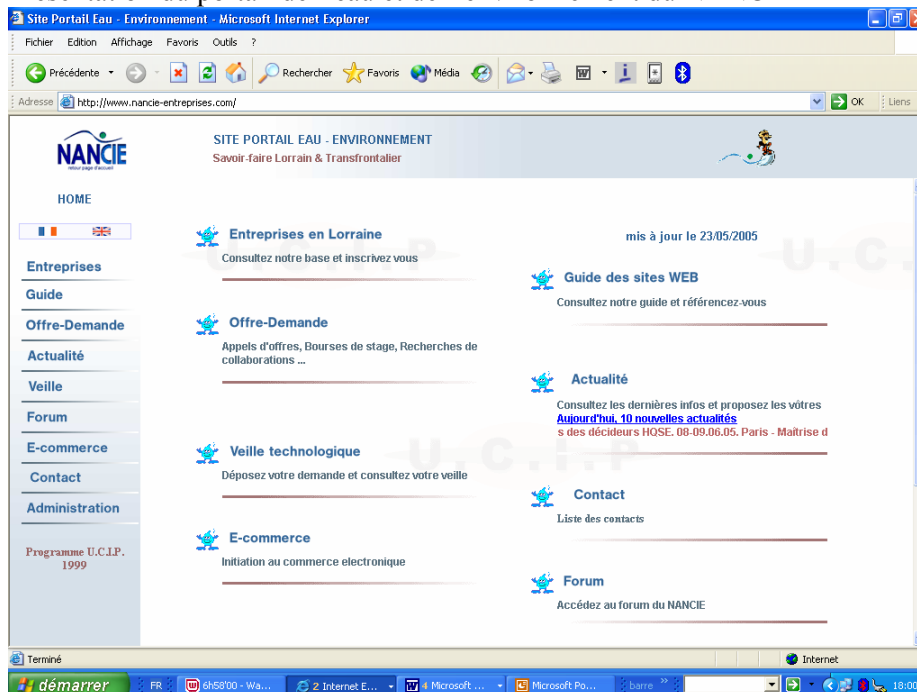 Site Portail Eau - Environnement - Microsoft Internet Explorer
Fichier Edition Affichage Favoris Outils ?
Précédente Rechercher Favoris Média
Adresse http://www.nancie-entreprises.com/ OK Liens
NANCIE
retour page d'accueil
SITE PORTAIL EAU - ENVIRONNEMENT
Savoir-faire Lorrain & Transfrontalier
HOME
Entreprises
Guide
Offre-Demande
Actualité
Veille
Forum
E-commerce
Contact
Administration
Programme U.C.I.P.
1999
Entreprises en Lorraine
Consultez notre base et inscrivez vous
Offre-Demande
Appels d'offres, Bourses de stage, Recherches de
collaborations ...
Veille technologique
Déposez votre demande et consultez votre veille
E-commerce
Initiation au commerce electronique
mis à jour le 23/05/2005
Guide des sites WEB
Consultez notre guide et référencez-vous
Actualité
Consultez les dernières infos et proposez les vôtres
Aujourd'hui, 10 nouvelles actualités
s des décideurs HQSE. 08-09.06.05. Paris - Maîtrise d
Contact
Liste des contacts
Forum
Accédez au forum du NANCIE
U.C.I.P
U.C.I.P
U.C.
Terminé Internet
démarrer FR 6h58'00 - Wa... 2 Internet E... 4 Microsoft ... Microsoft Po... barre » 18:02